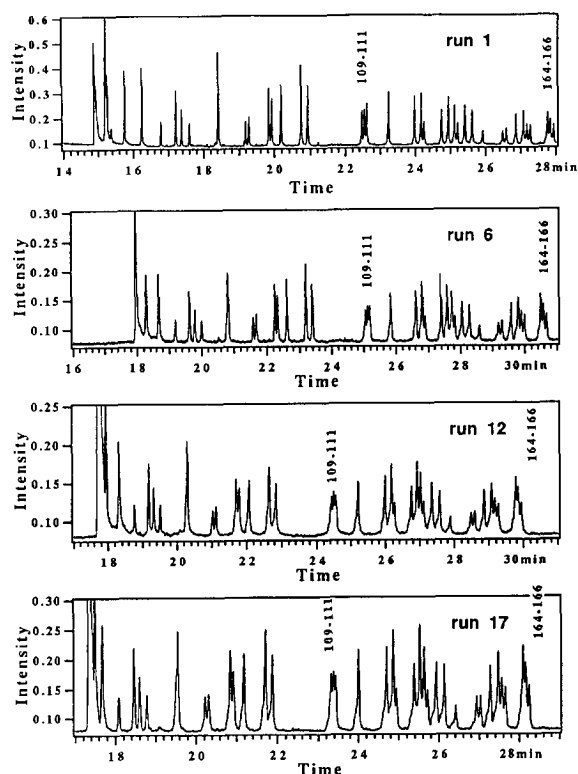 0.6
0.5
0.4
0.3
0.2
0.1
Intensity
run 1
109-111
164-166
14 16 18 20 22 24 26 28min
Time
0.30
0.25
0.20
0.15
0.10
Intensity
run 6
109-111
164-166
16 18 20 22 24 26 28 30min
Time
0.25
0.20
0.15
0.10
Intensity
run 12
109-111
164-166
18 20 22 24 26 28 30min
Time
0.30
0.25
0.20
0.15
0.10
Intensity
run 17
109-111
164-166
18 20 22 24 26 28
Time